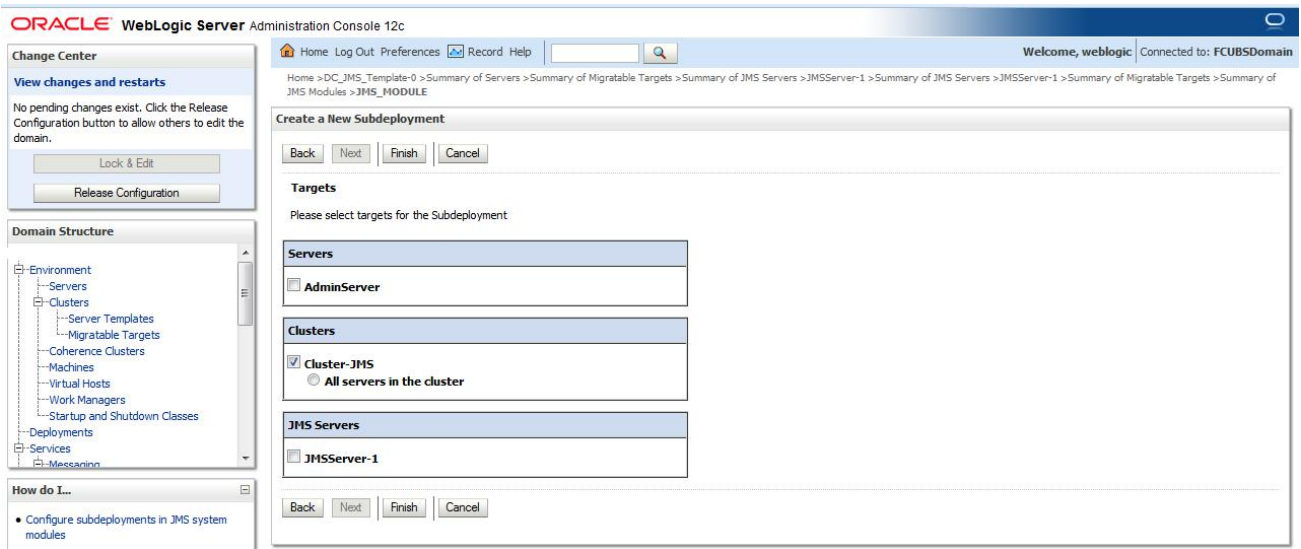 ORACLE WebLogic Server Administration Console 12c
Change Center
View changes and restarts
No pending changes exist. Click the Release
Configuration button to allow others to edit the
domain.
Lock & Edit
Release Configuration
Domain Structure
Environment
Servers
Clusters
Server Templates
Migratable Targets
Coherence Clusters
Machines
Virtual Hosts
Work Managers
Startup and Shutdown Classes
Deployments
Services
Messaging
How do I...
Configure subdeployments in JMS system
modules
Home Log Out Preferences Record Help
Welcome, weblogic Connected to: FCUBSDomain
Home >DC_JMS_Template-0 >Summary of Servers >Summary of Migratable Targets >Summary of JMS Servers >JMSServer-1 >Summary of JMS Servers >JMSServer-1 >Summary of Migratable Targets >Summary of
JMS Modules >JMS_MODULE
Create a New Subdeployment
Back Next Finish Cancel
Targets
Please select targets for the Subdeployment
Servers
AdminServer
Clusters
Cluster-JMS
All servers in the cluster
JMS Servers
JMSServer-1
Back Next Finish Cancel